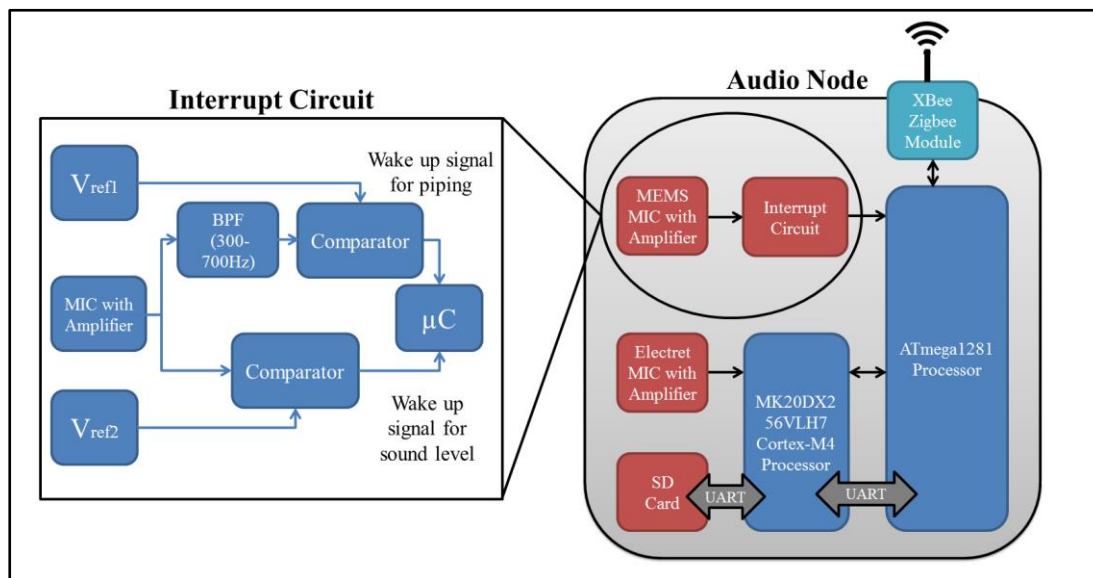 Interrupt Circuit
Vref1
Wake up signal
for piping
BPF
(300-
700Hz)
Comparator
MIC with
Amplifier
µC
Comparator
Vref2
Wake up
signal for
sound level
Audio Node
XBee
Zigbee
Module
MEMS
MIC with
Amplifier
Interrupt
Circuit
ATmega1281
Processor
Electret
MIC with
Amplifier
MK20DX2
56VLH7
Cortex-M4
Processor
SD
Card
UART
UART